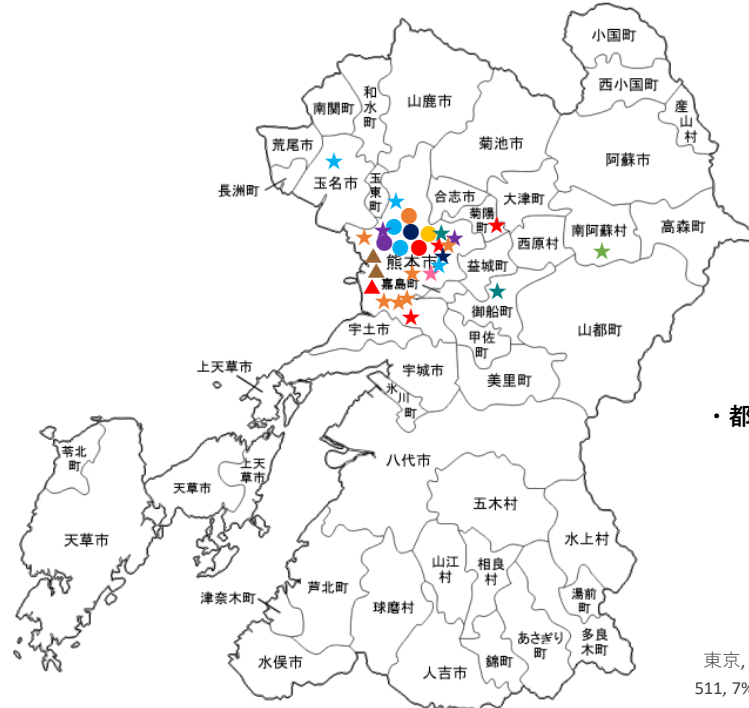 小国町
西小国町
産
山
村
和
水
町
山鹿市
南関町
菊池市
荒尾市
阿蘇市
玉
東
町
玉名市
長洲町
合志市
大津町
菊陽
町
南阿蘇村
高森町
西原村
熊本市
益城町
嘉島町
御船町
宇土市
甲佐
町
山都町
上天草市
宇城市
美里町
氷
川
町
・都
苓北
町
八代市
上天
草市
天草市
五木村
天草市
水上村
山江
村
相良
村
芦北町
津奈木町
球磨村
湯前
町
あさぎり
町
多良
木町
水俣市
人吉市
錦町
東京,
511, 7%